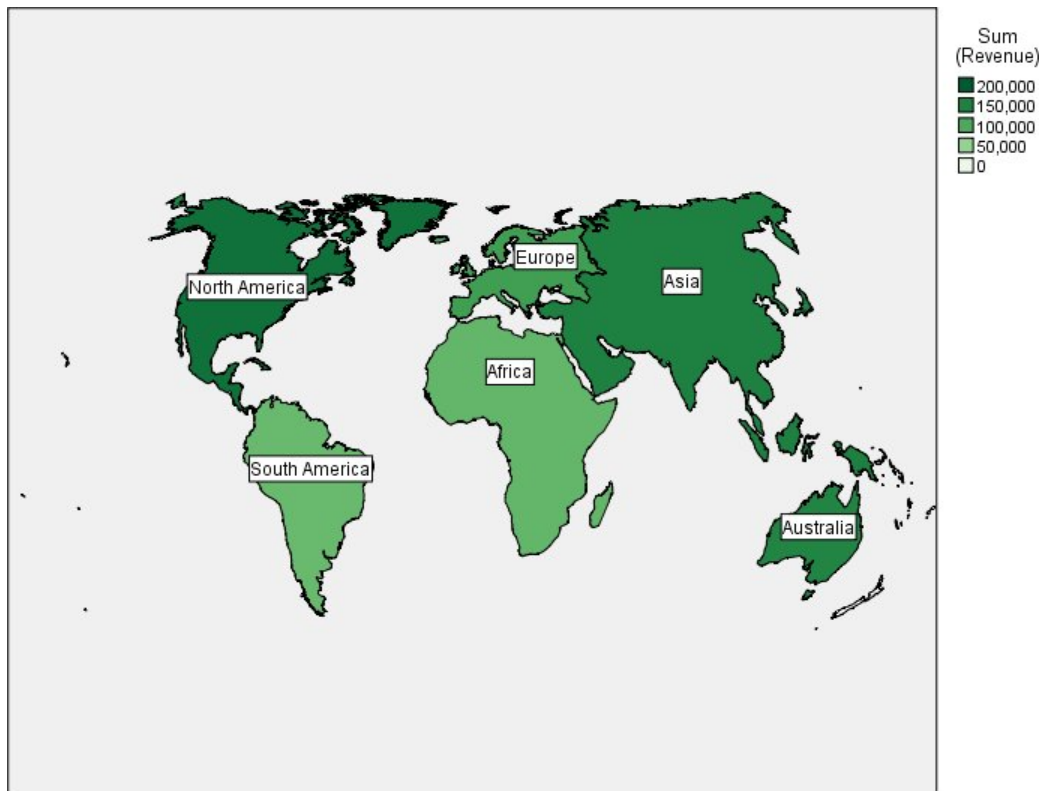 Sum
(Revenue)
200,000
150,000
100,000
50,000
0
Europe
North America
Asia
Africa
South America
Australia